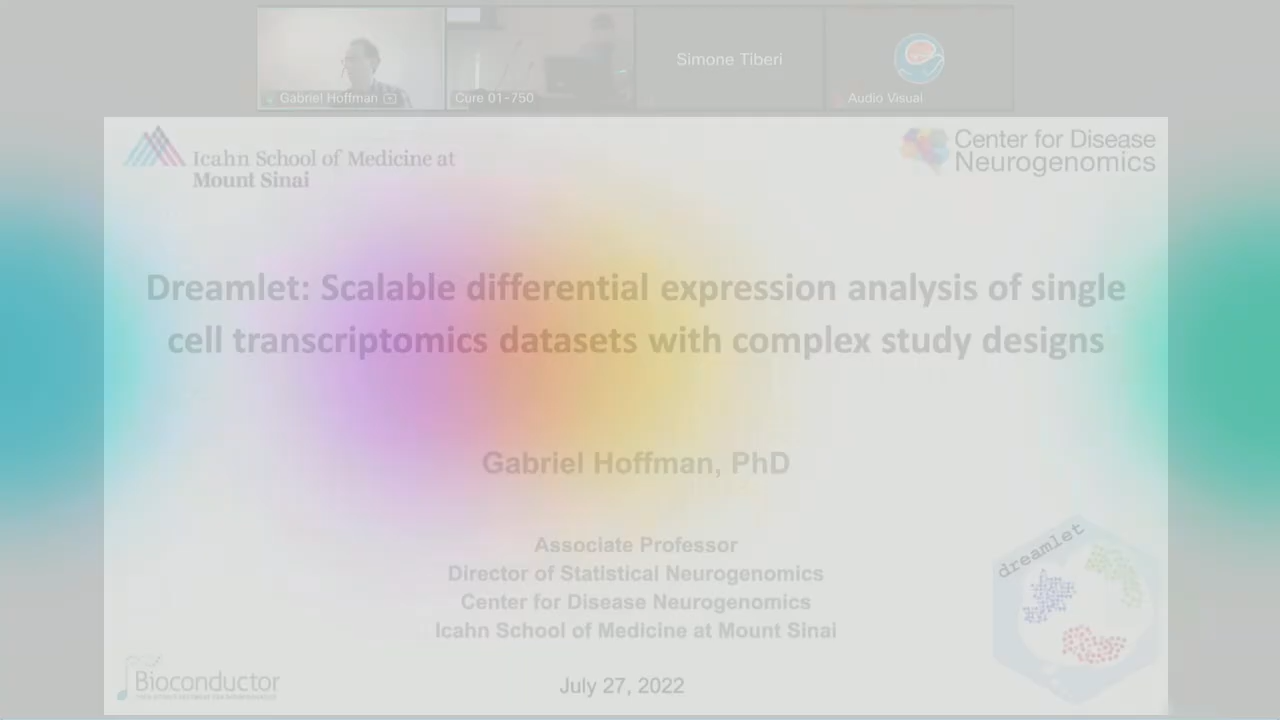 Gabriel Hoffman
Cure 01-750
Simone Tiberi
Audio Visual
Icahn School of Medicine at
Mount Sinai
Center for Disease
Neurogenomics
Dreamlet: Scalable differential expression analysis of single
cell transcriptomics datasets with complex study designs
Gabriel Hoffman, PhD
Associate Professor
Director of Statistical Neurogenomics
Center for Disease Neurogenomics
Icahn School of Medicine at Mount Sinai
dreamlet
Bioconductor
July 27, 2022